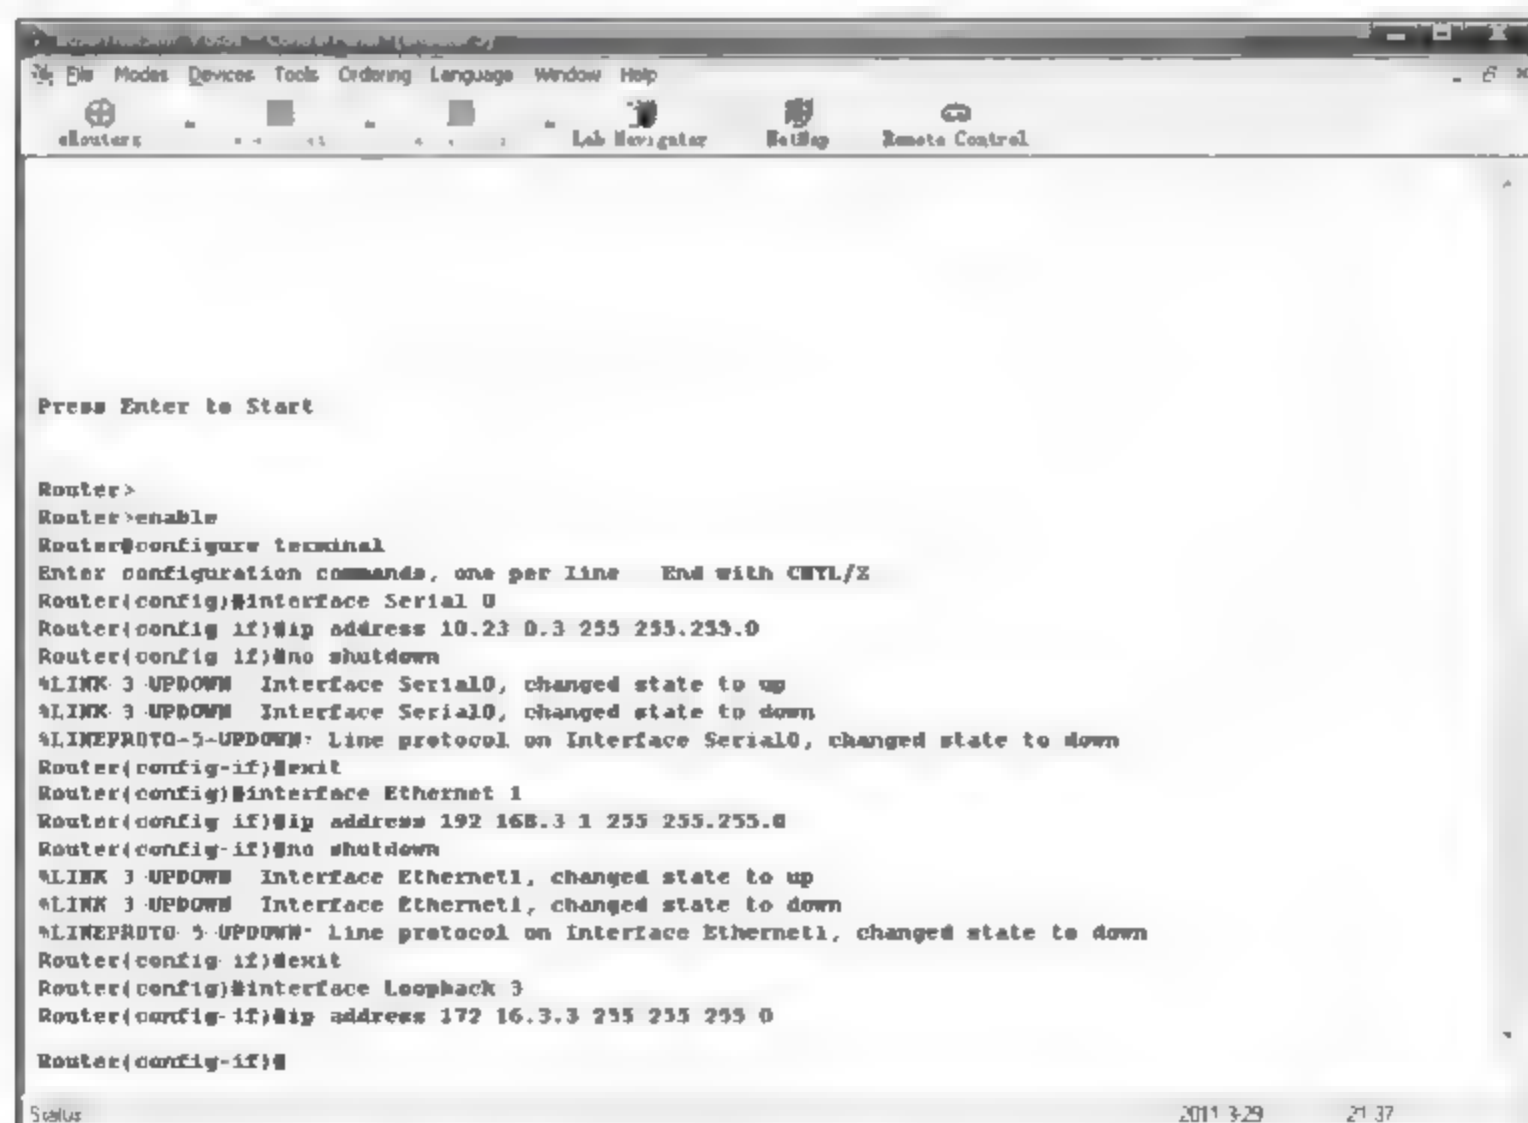 File Modes Devices Tools Ordering Language Window Help
eRouters Lab Navigator NetMap Remote Control
Press Enter to Start
Router>
Router>enable
Router#configure terminal
Enter configuration commands, one per line End with CNTL/Z
Router(config)#interface Serial 0
Router(config-if)#ip address 10.23.0.3 255.255.255.0
Router(config-if)#no shutdown
%LINK-3-UPDOWN Interface Serial0, changed state to up
%LINK-3-UPDOWN Interface Serial0, changed state to down
%LINEPROTO-5-UPDOWN: Line protocol on Interface Serial0, changed state to down
Router(config-if)#exit
Router(config)#interface Ethernet 1
Router(config-if)#ip address 192.168.3.1 255.255.255.0
Router(config-if)#no shutdown
%LINK-3-UPDOWN Interface Ethernet1, changed state to up
%LINK-3-UPDOWN Interface Ethernet1, changed state to down
%LINEPROTO-5-UPDOWN: Line protocol on Interface Ethernet1, changed state to down
Router(config-if)#exit
Router(config)#interface Loopback 3
Router(config-if)#ip address 172.16.3.3 255.255.255.0
Router(config-if)#
Status 2011-3-29 21:37